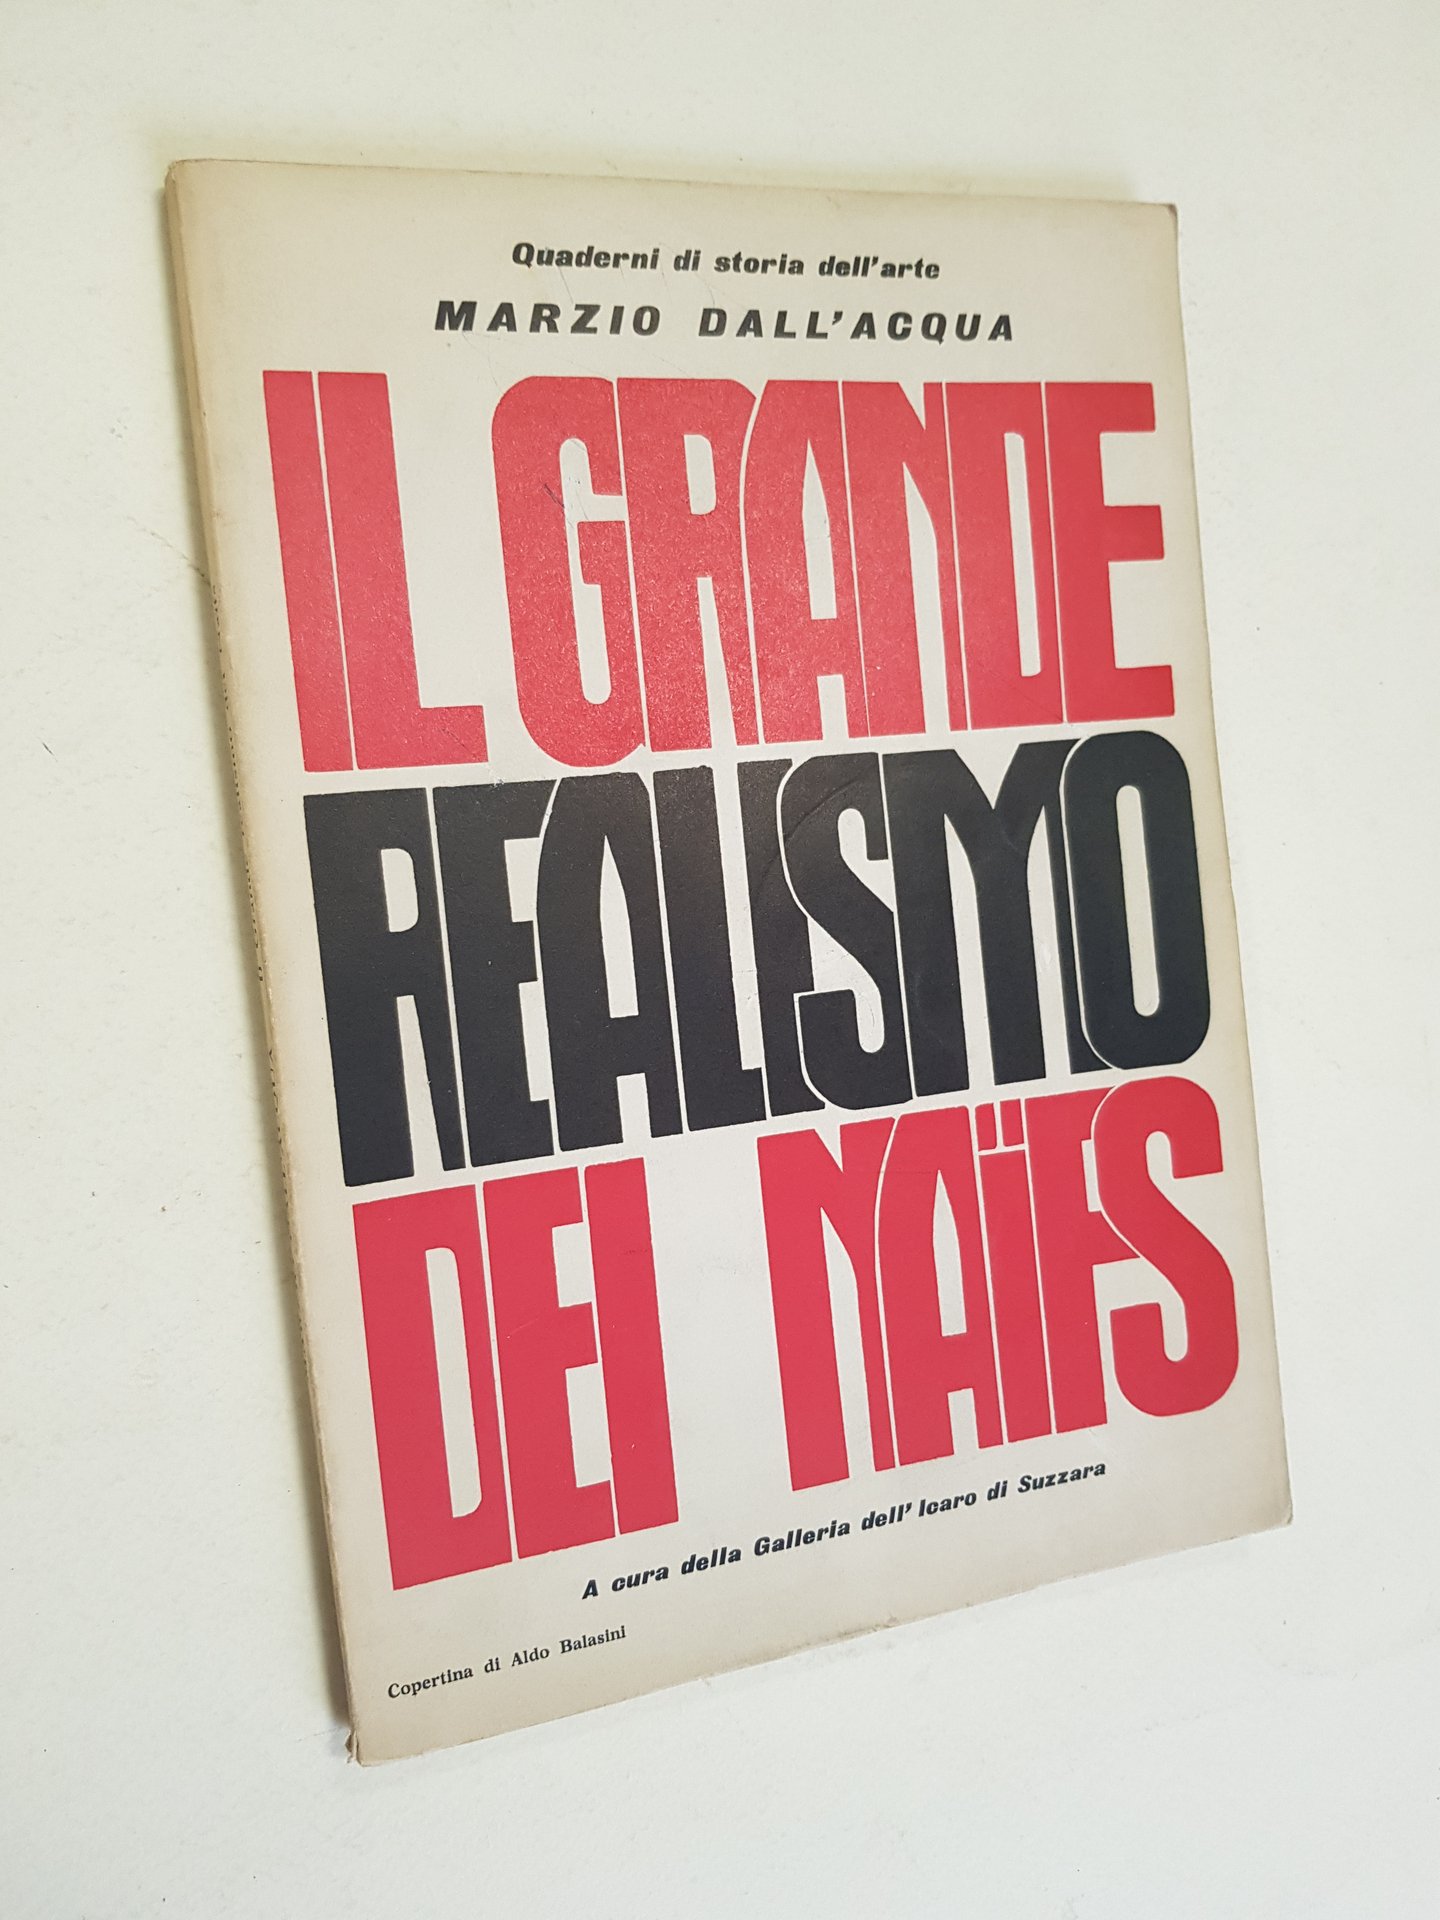 Quaderni di storia dell'arte
MARZIO DALL'ACQUA
IL GRANDE
REALISMO
DEI NAÏFS
A cura della Galleria dell'Icaro di Suzzara
Copertina di Aldo Balasini